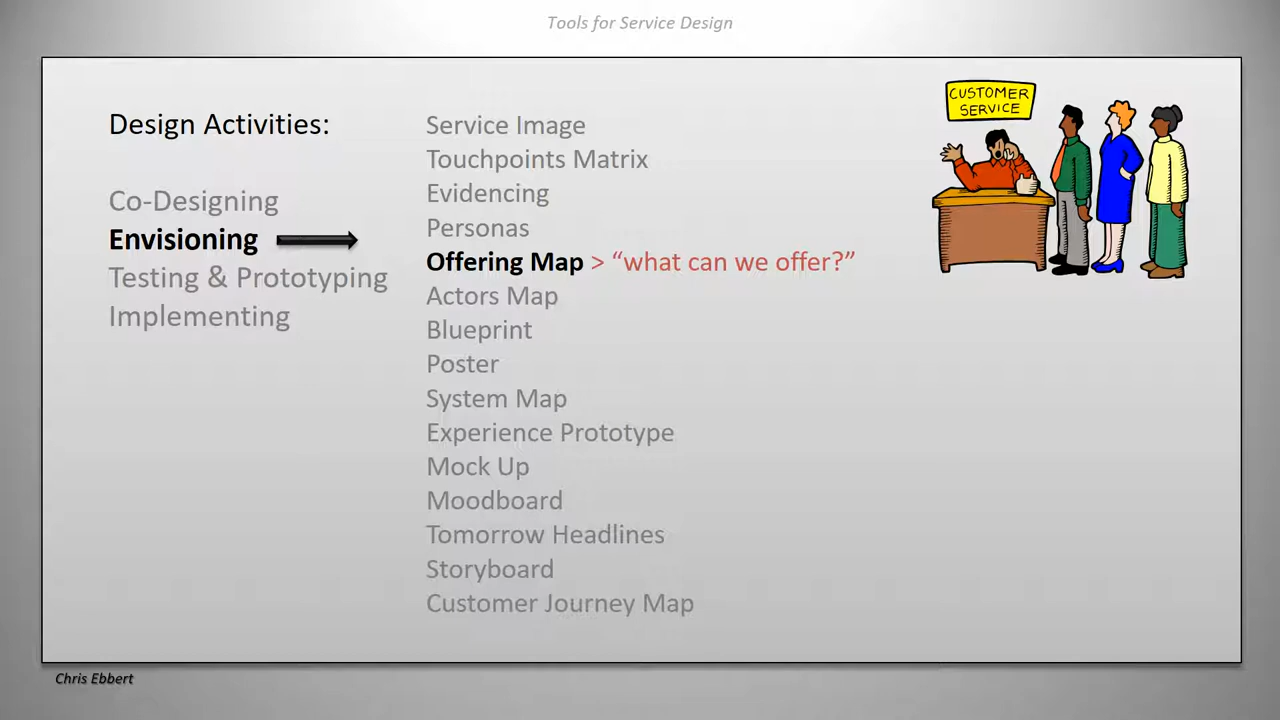 Tools for Service Design
Design Activities:
Co-Designing
Envisioning
Testing & Prototyping
Implementing
Service Image
Touchpoints Matrix
Evidencing
Personas
Offering Map > “what can we offer?”
Actors Map
Blueprint
Poster
System Map
Experience Prototype
Mock Up
Moodboard
Tomorrow Headlines
Storyboard
Customer Journey Map
CUSTOMER
SERVICE
Chris Ebbert